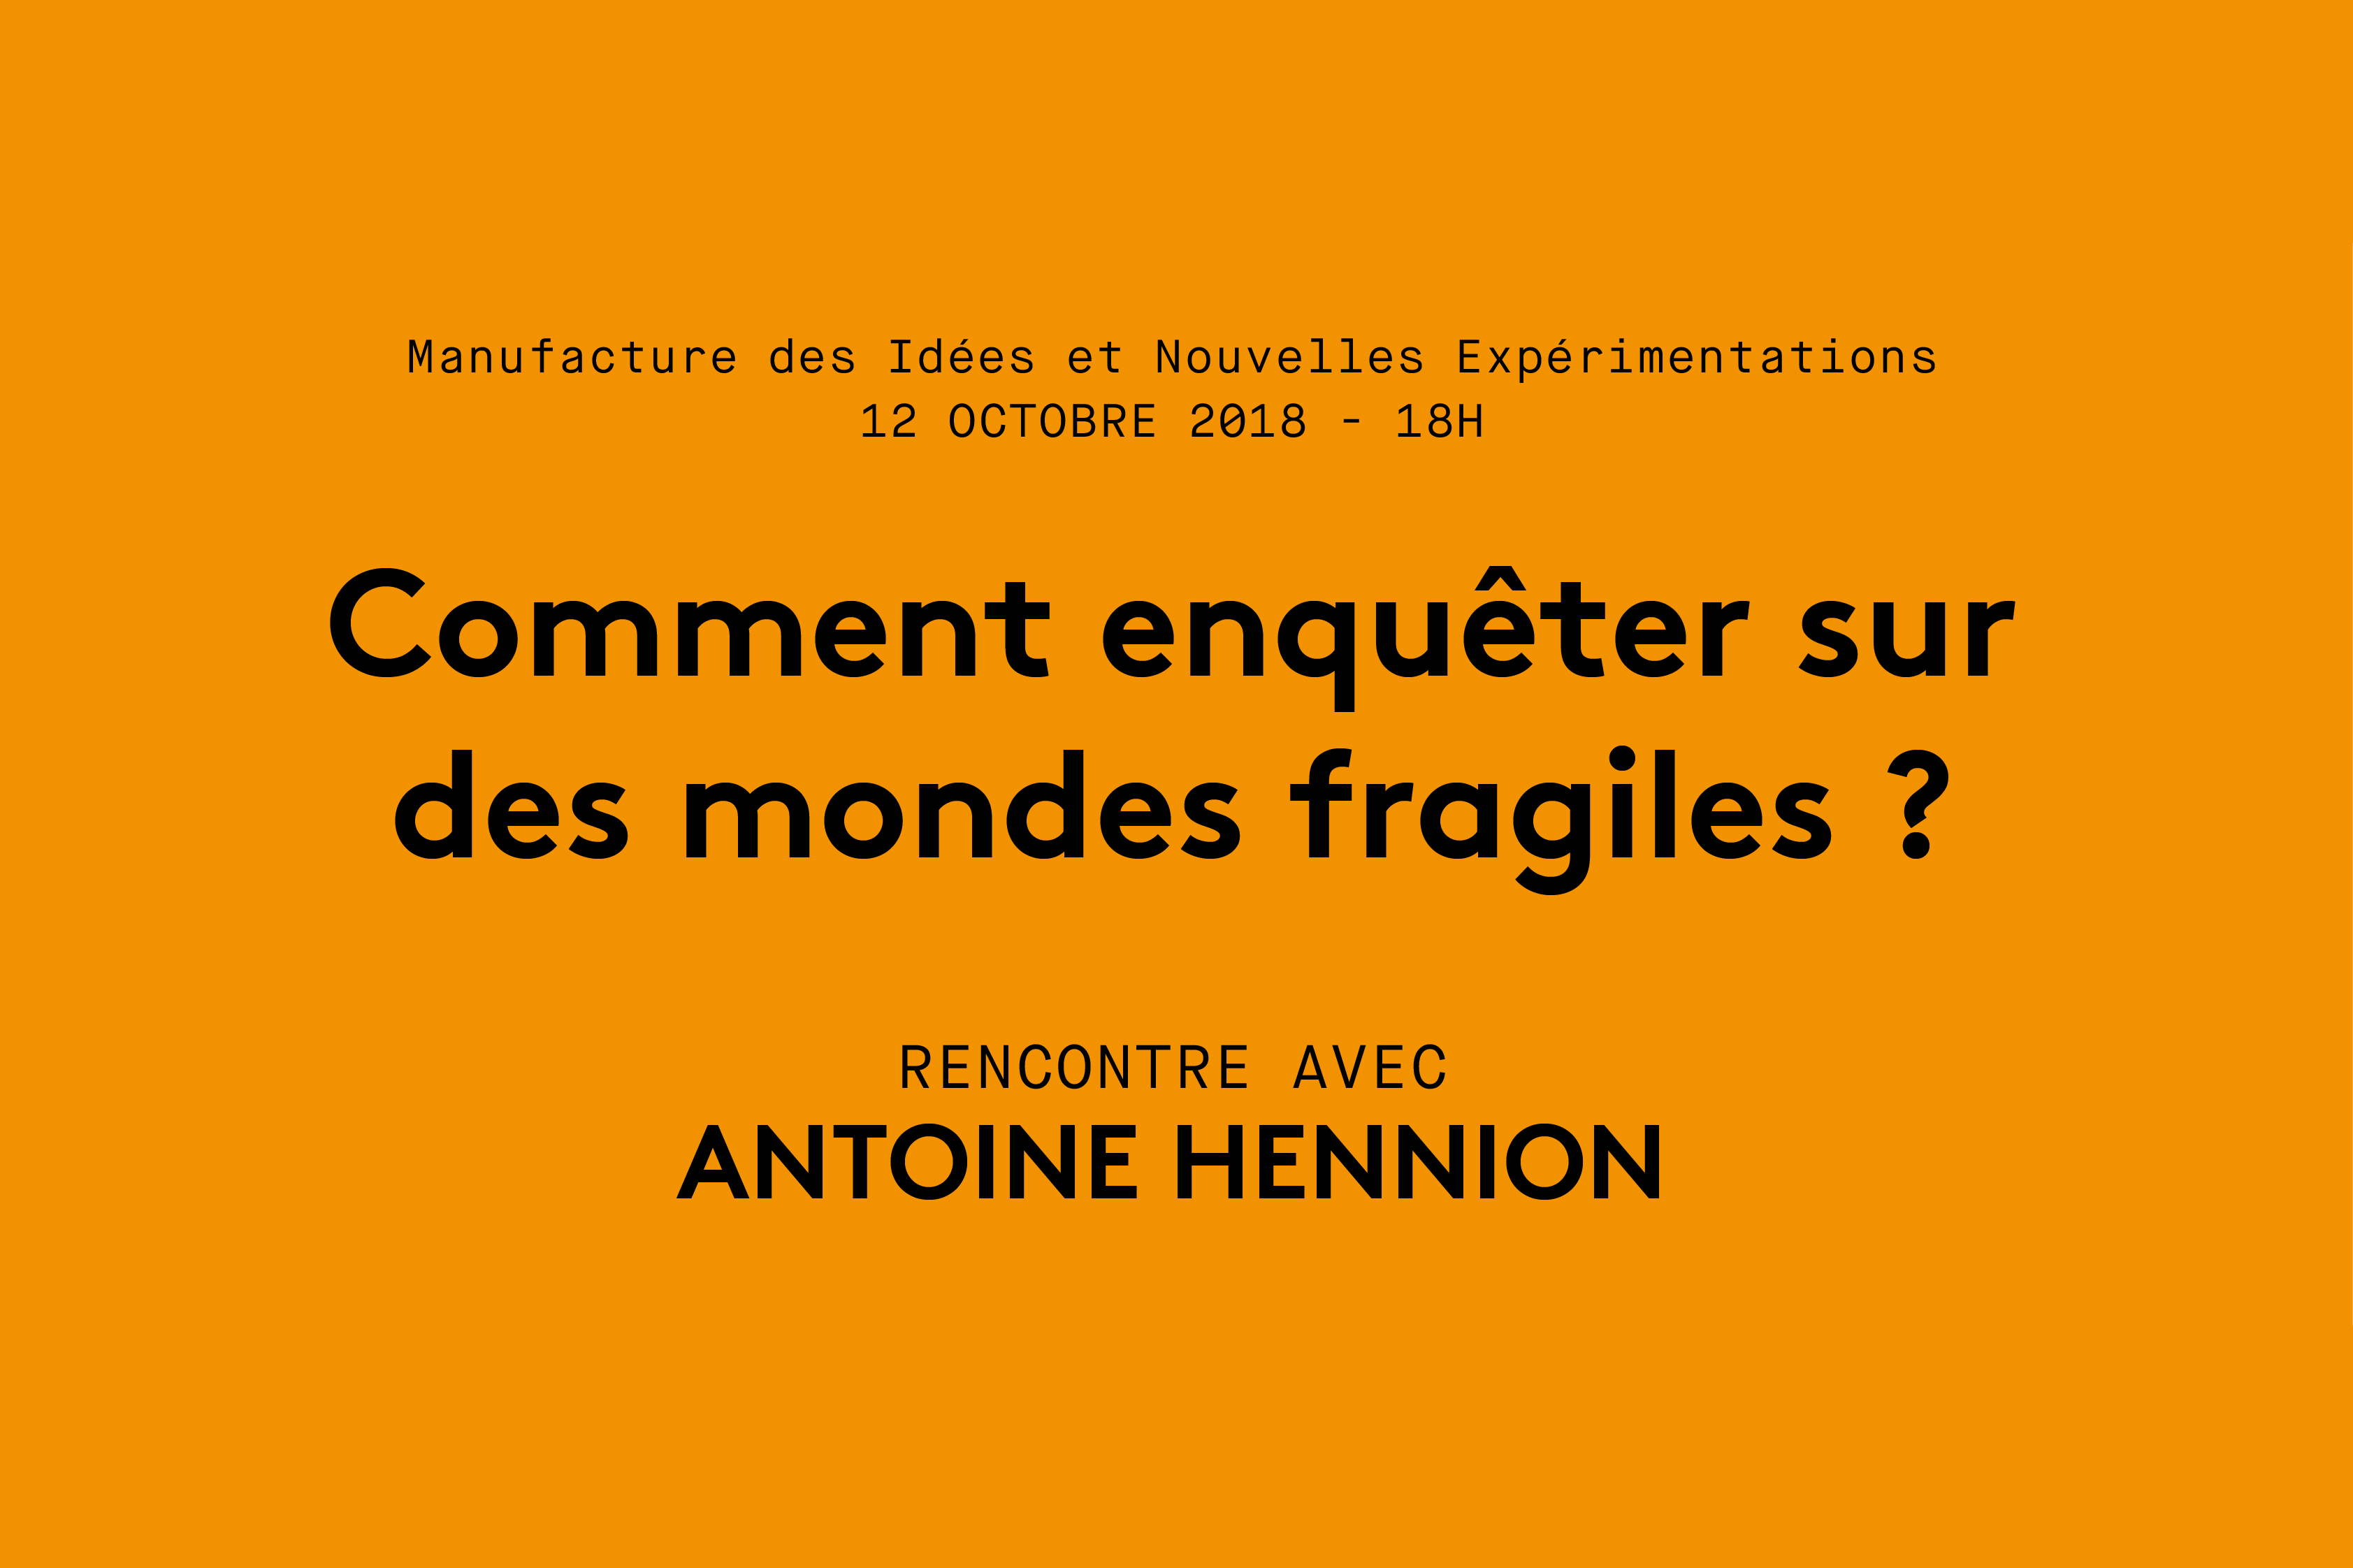 Manufacture des Idées et Nouvelles Expérimentations
12 OCTOBRE 2018 - 18H
Comment enquêter sur
des mondes fragiles ?
RENCONTRE AVEC
ANTOINE HENNION